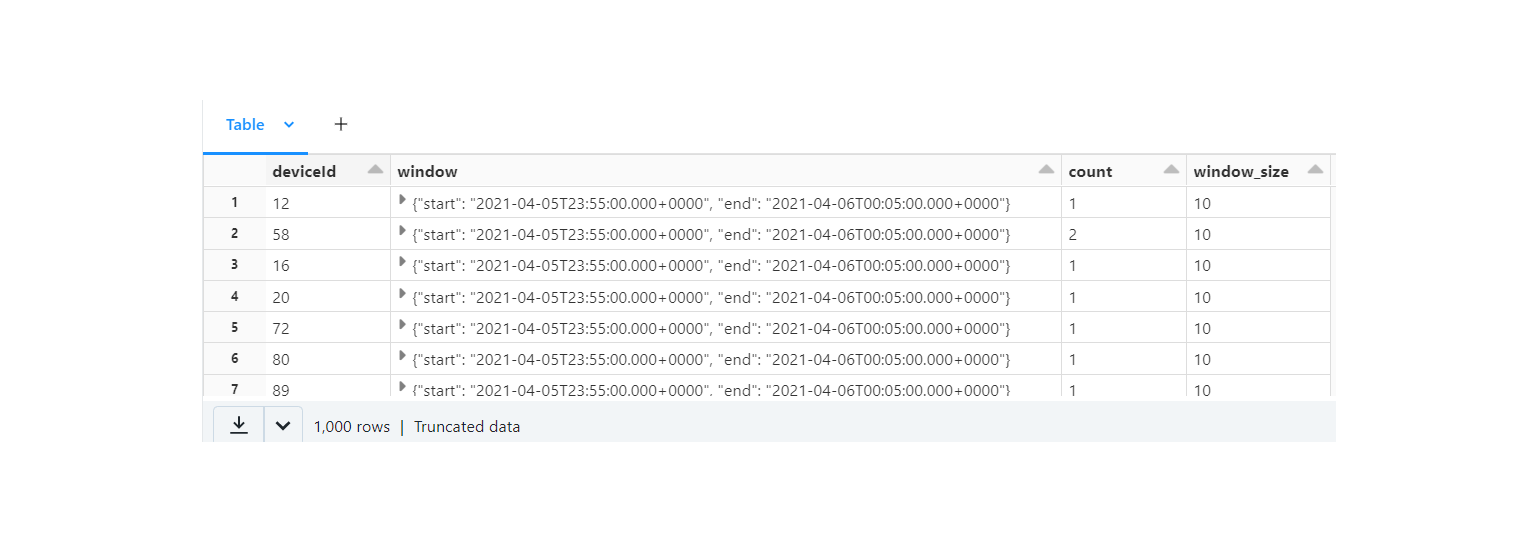 Table +
deviceId window count window_size
1 12 {"start": "2021-04-05T23:55:00.000+0000", "end": "2021-04-06T00:05:00.000+0000"} 1 10
2 58 {"start": "2021-04-05T23:55:00.000+0000", "end": "2021-04-06T00:05:00.000+0000"} 2 10
3 16 {"start": "2021-04-05T23:55:00.000+0000", "end": "2021-04-06T00:05:00.000+0000"} 1 10
4 20 {"start": "2021-04-05T23:55:00.000+0000", "end": "2021-04-06T00:05:00.000+0000"} 1 10
5 72 {"start": "2021-04-05T23:55:00.000+0000", "end": "2021-04-06T00:05:00.000+0000"} 1 10
6 80 {"start": "2021-04-05T23:55:00.000+0000", "end": "2021-04-06T00:05:00.000+0000"} 1 10
7 89 {"start": "2021-04-05T23:55:00.000+0000", "end": "2021-04-06T00:05:00.000+0000"} 1 10
1,000 rows | Truncated data